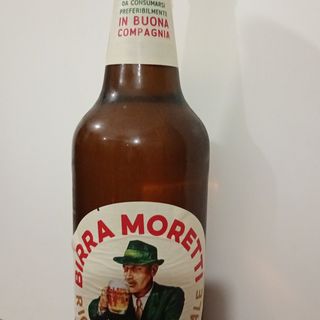 DA CONSUMARSI
PREFERIBILMENTE
IN BUONA
COMPAGNIA
BIRRA MORETTI